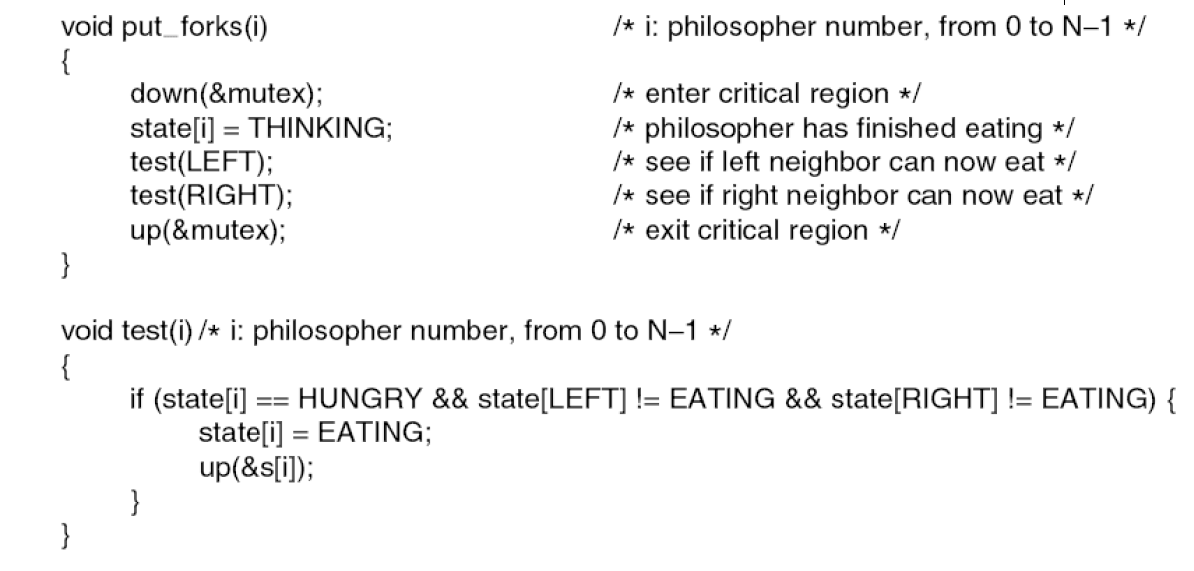 void put_forks(i) /* i: philosopher number, from 0 to N–1 */
{
down(&mutex); /* enter critical region */
state[i] = THINKING; /* philosopher has finished eating */
test(LEFT); /* see if left neighbor can now eat */
test(RIGHT); /* see if right neighbor can now eat */
up(&mutex); /* exit critical region */
}
void test(i) /* i: philosopher number, from 0 to N–1 */
{
if (state[i] == HUNGRY && state[LEFT] != EATING && state[RIGHT] != EATING) {
state[i] = EATING;
up(&s[i]);
}
}